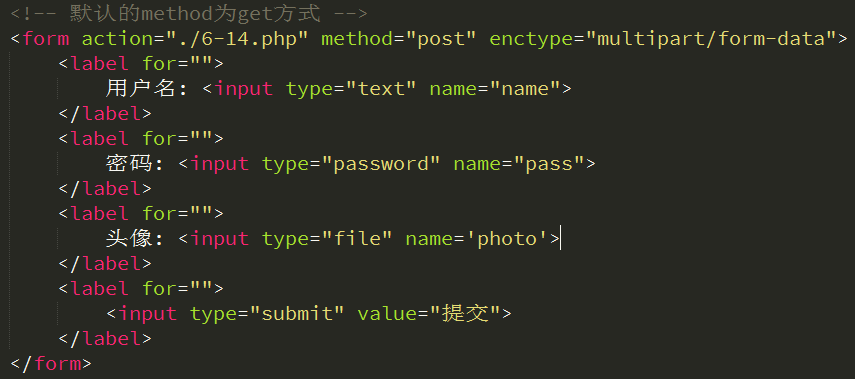 <!-- 默认的method为get方式 -->
<form action="./6-14.php" method="post" enctype="multipart/form-data">
    <label for="">
        用户名: <input type="text" name="name">
    </label>
    <label for="">
        密码: <input type="password" name="pass">
    </label>
    <label for="">
        头像: <input type="file" name='photo'>
    </label>
    <label for="">
        <input type="submit" value="提交">
    </label>
</form>